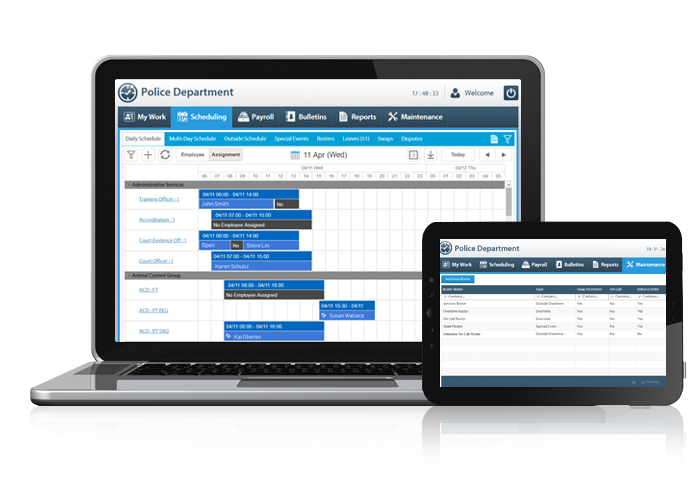 Police Department
17 : 48 : 33 Welcome
My Work Scheduling Payroll Bulletins Reports Maintenance
Daily Schedule Multi-Day Schedule Outside Schedule Special Events Rosters Leaves (51) Swaps Disputes
Employee Assignment 11 Apr (Wed) Today
04/11 Wed 04/12 Thu
06 07 08 09 10 11 12 13 14 15 16 17 18 19 20 21 22 23 00 01 02 03 04 05
Administrative Services
Training Officer : 1
04/11 06:00 - 04/11 14:00
John Smith No
Accreditation : 1
04/11 07:00 - 04/11 15:00
No Employee Assigned
Court Evidence Off : 1
04/11 06:00 - 04/11 14:00
Open No Steve Lin
Court Officer : 1
04/11 07:00 - 04/11 15:00
Karen Schultz
Animal Control Group
ACO : FT
04/11 08:00 - 04/11 16:00
No Employee Assigned
ACO : PT REG
04/11 15:30 - 04/11
Susan Wallace
ACO : PT SW2
04/11 08:00 - 04/11 16:00
Kai Oberon
Police Department
My Work Scheduling Payroll Bulletins Reports Maintenance
Add New Roster
Roster Name Type Swap Permitted On-Call Enforce Order
Contains... Contains... Contains... Contains... Contains...
Services Roster Outside Overtime Yes No Yes
Overtime Roster Overtime Yes No Yes
On-Call Roster Overtime Yes Yes Yes
Grant Roster Special Event Yes No Yes
Detective On-Call Roster Outside Overtime Yes Yes No
Previous